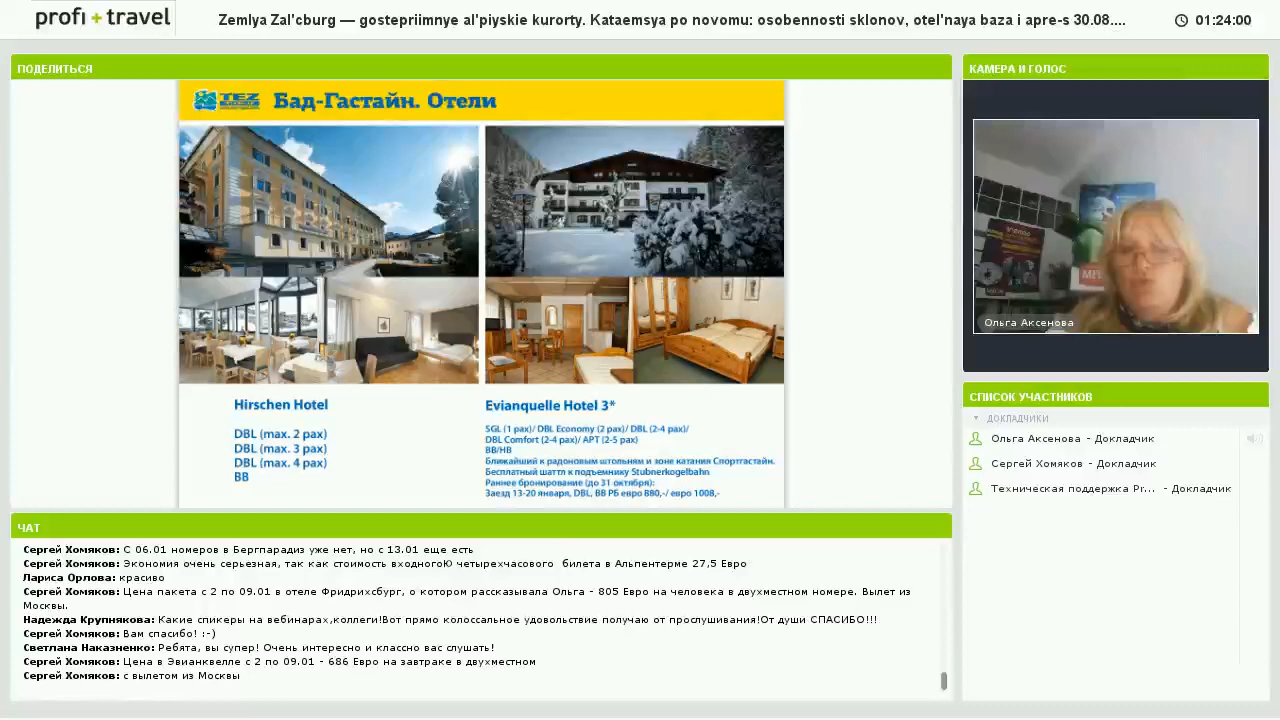 profi + travel
Zemlya Zal'cburg — gostepriimnye al'piyskie kurorty. Kataemsya po novomu: osobennosti sklonov, otel'naya baza i apre-s 30.08....
01:24:00
ПОДЕЛИТЬСЯ
TEZ
Бад-Гастайн. Отели
Hirschen Hotel
DBL (max. 2 pax)
DBL (max. 3 pax)
DBL (max. 4 pax)
BB
Evianquelle Hotel 3*
SGL (1 pax)/ DBL Economy (2 pax)/ DBL (2-4 pax)/
DBL Comfort (2-4 pax)/ APT (2-5 pax)
BB/HB
Ближайший к радоновым штольням и зоне катания Спортгастайн.
Бесплатный шаттл к подъемнику Stubnerkogelbahn
Раннее бронирование (до 31 октября):
Заезд 13-20 января, DBL, BB РБ евро 880,-/ евро 1008,-
КАМЕРА И ГОЛОС
Ольга Аксенова
СПИСОК УЧАСТНИКОВ
ДОКЛАДЧИКИ
Ольга Аксенова - Докладчик
Сергей Хомяков - Докладчик
Техническая поддержка Pr... - Докладчик
ЧАТ
Сергей Хомяков: С 06.01 номеров в Бергпарадиз уже нет, но с 13.01 еще есть
Сергей Хомяков: Экономия очень серьезная, так как стоимость входногоЮ четырехчасового билета в Альпентерме 27,5 Евро
Лариса Орлова: красиво
Сергей Хомяков: Цена пакета с 2 по 09.01 в отеле Фридрихсбург, о котором рассказывала Ольга - 805 Евро на человека в двухместном номере. Вылет из
Москвы.
Надежда Крупнякова: Какие спикеры на вебинарах,коллеги!Вот прямо колоссальное удовольствие получаю от прослушивания!От души СПАСИБО!!!
Сергей Хомяков: Вам спасибо! :-)
Светлана Наказненко: Ребята, вы супер! Очень интересно и классно вас слушать!
Сергей Хомяков: Цена в Эвианквелле с 2 по 09.01 - 686 Евро на завтраке в двухместном
Сергей Хомяков: с вылетом из Москвы